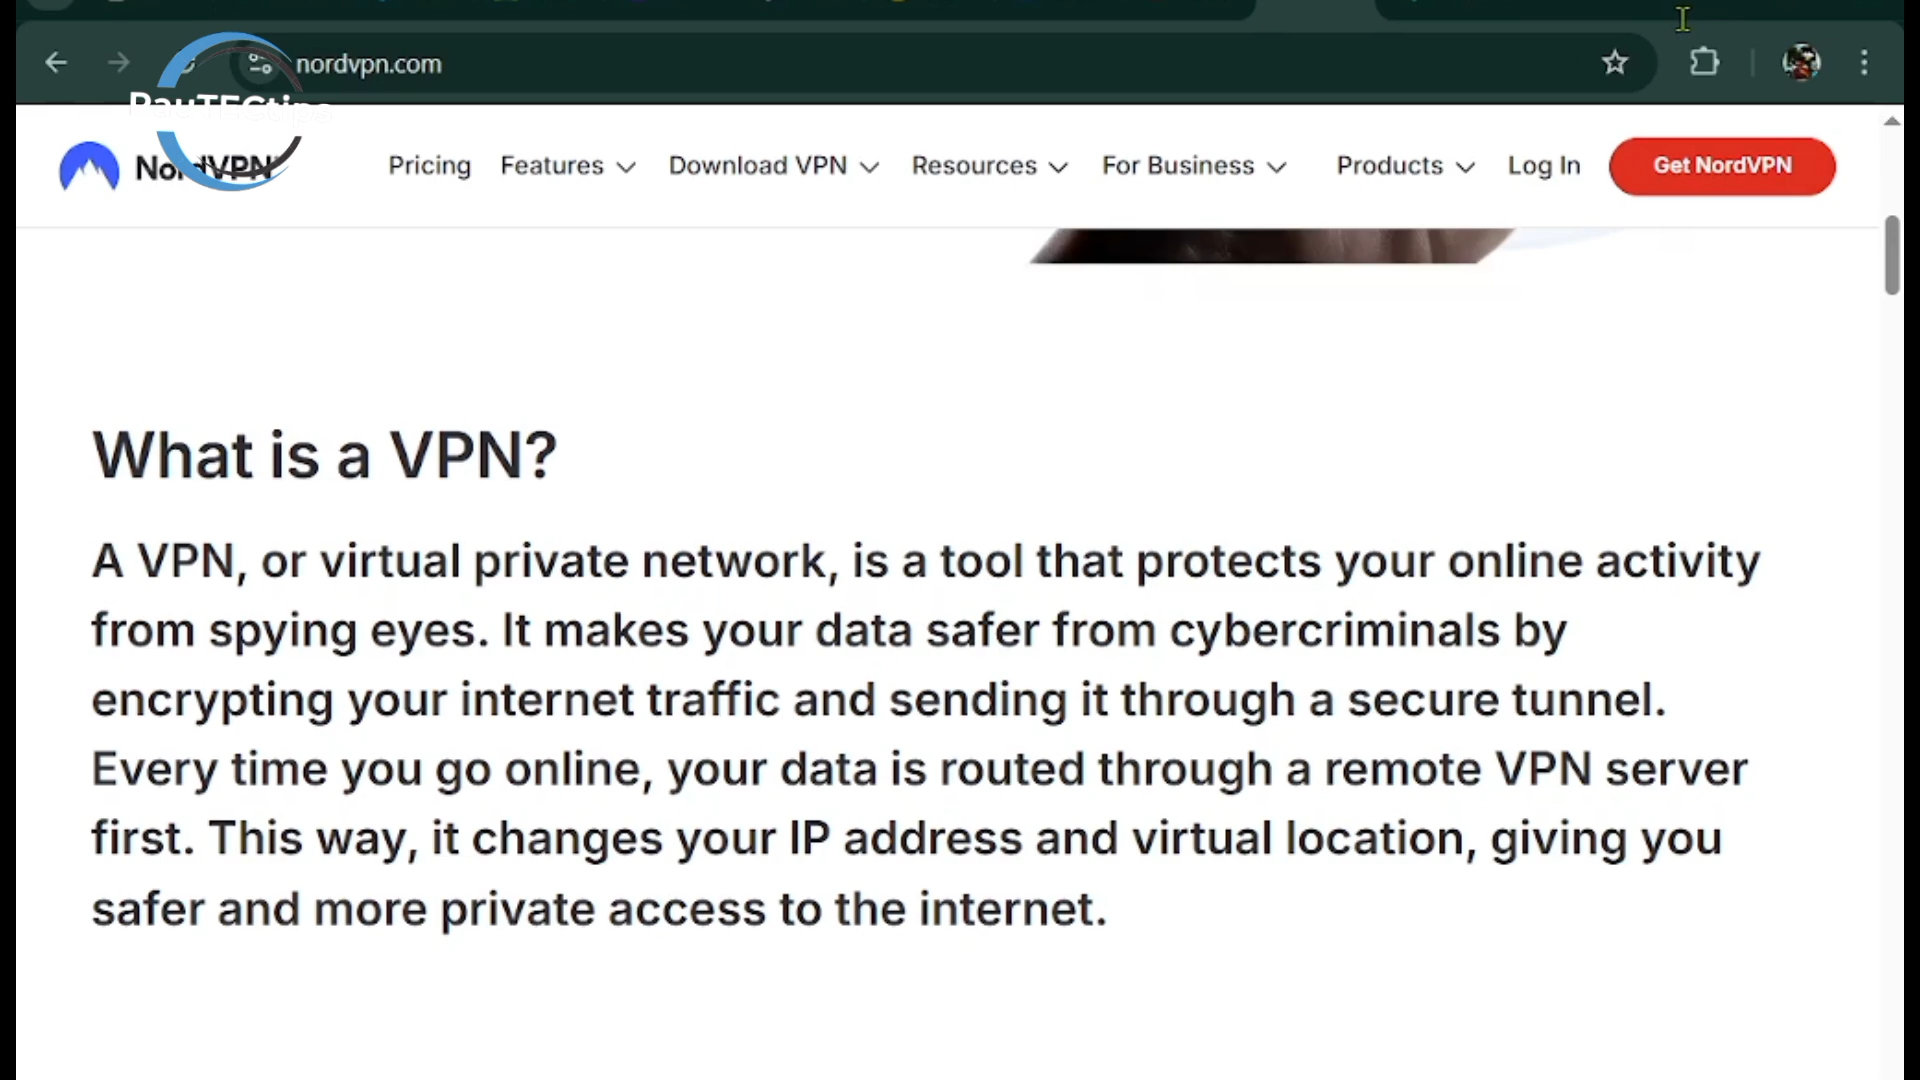 nordvpn.com
PauTECtips
NordVPN
Pricing Features Download VPN Resources For Business Products Log In Get NordVPN
What is a VPN?
A VPN, or virtual private network, is a tool that protects your online activity
from spying eyes. It makes your data safer from cybercriminals by
encrypting your internet traffic and sending it through a secure tunnel.
Every time you go online, your data is routed through a remote VPN server
first. This way, it changes your IP address and virtual location, giving you
safer and more private access to the internet.